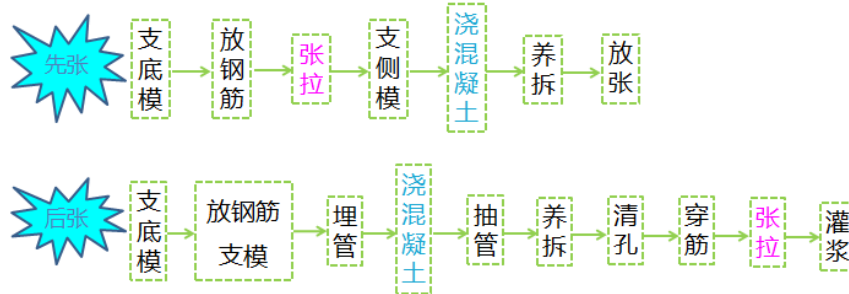 先张
支底模
放钢筋
张拉
支侧模
浇混凝土
养拆
放张
后张
支底模
放钢筋
支模
埋管
浇混凝土
抽管
养拆
清孔
穿筋
张拉
灌浆